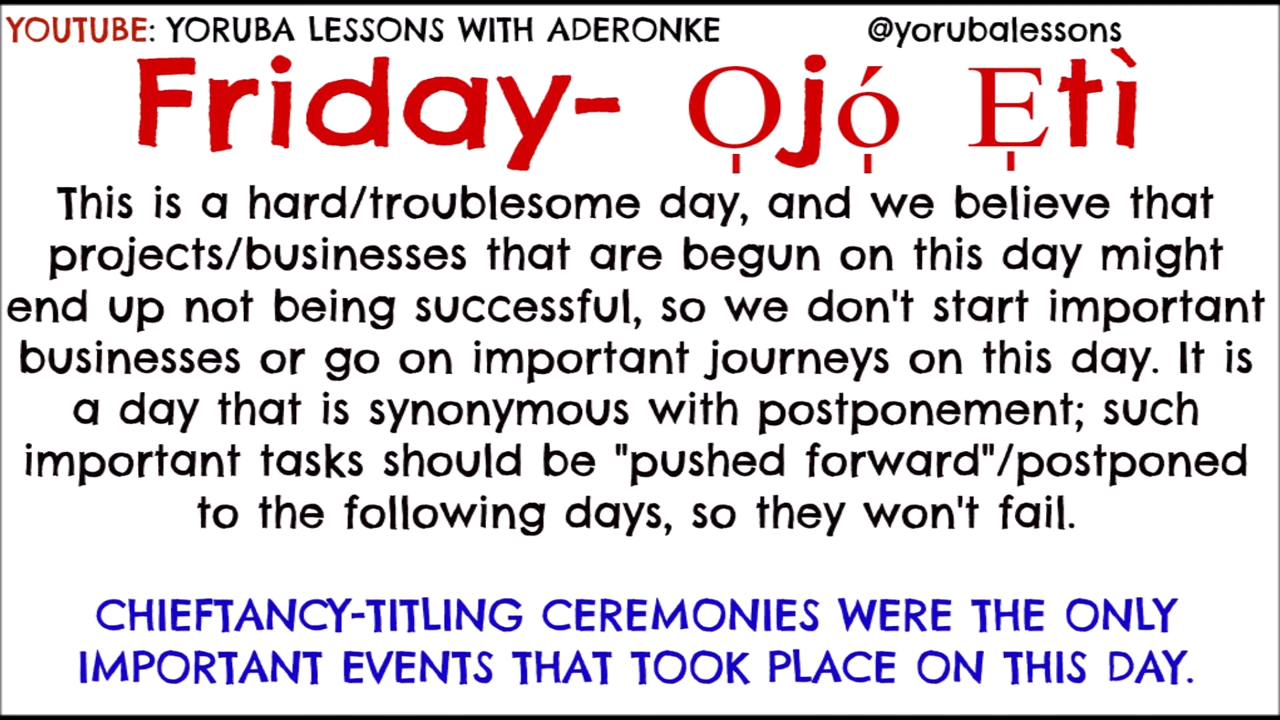 YOUTUBE: YORUBA LESSONS WITH ADERONKE @yorubalessons
Friday- Ọjọ́ Ẹtì
This is a hard/troublesome day, and we believe that
projects/businesses that are begun on this day might
end up not being successful, so we don't start important
businesses or go on important journeys on this day. It is
a day that is synonymous with postponement; such
important tasks should be "pushed forward"/postponed
to the following days, so they won't fail.
CHIEFTANCY-TITLING CEREMONIES WERE THE ONLY
IMPORTANT EVENTS THAT TOOK PLACE ON THIS DAY.